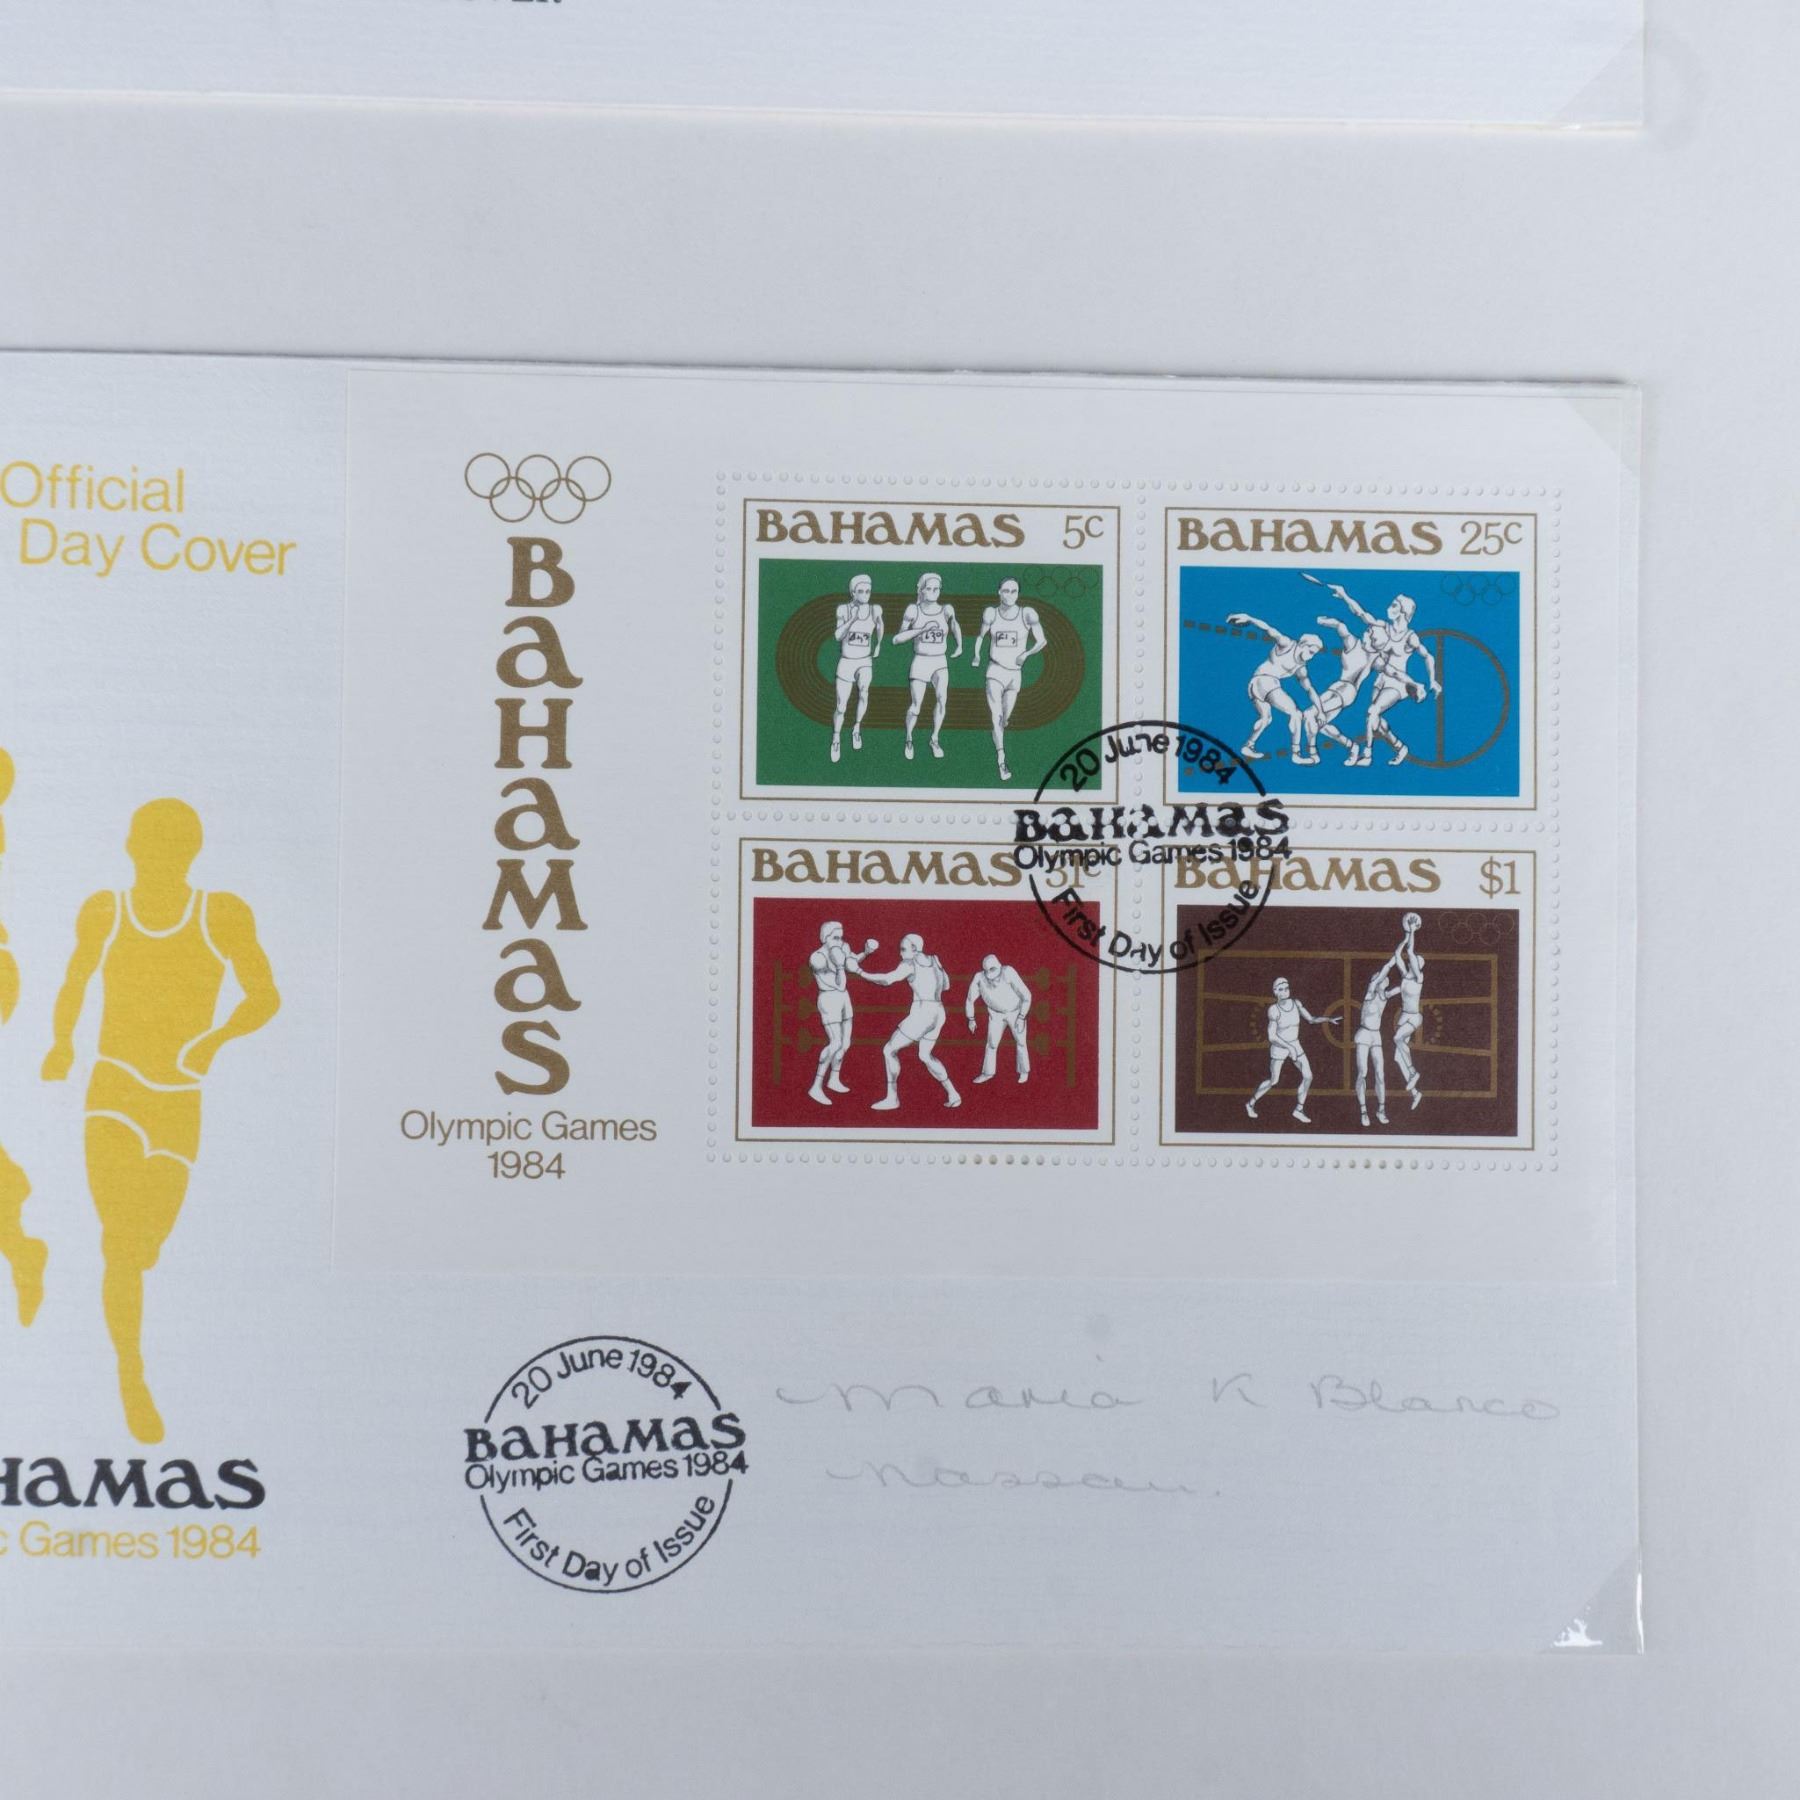 Official
Day Cover
BaHaMaS
Olympic Games
1984
BaHaMaS 5c
BaHaMaS 25c
BaHaMaS 31c
BaHaMaS $1
20 June 1984
BaHaMaS
Olympic Games 1984
First Day of Issue
HaMaS
c Games 1984
20 June 1984
BaHaMaS
Olympic Games 1984
First Day of Issue
Maria K Blanco
Nassau.